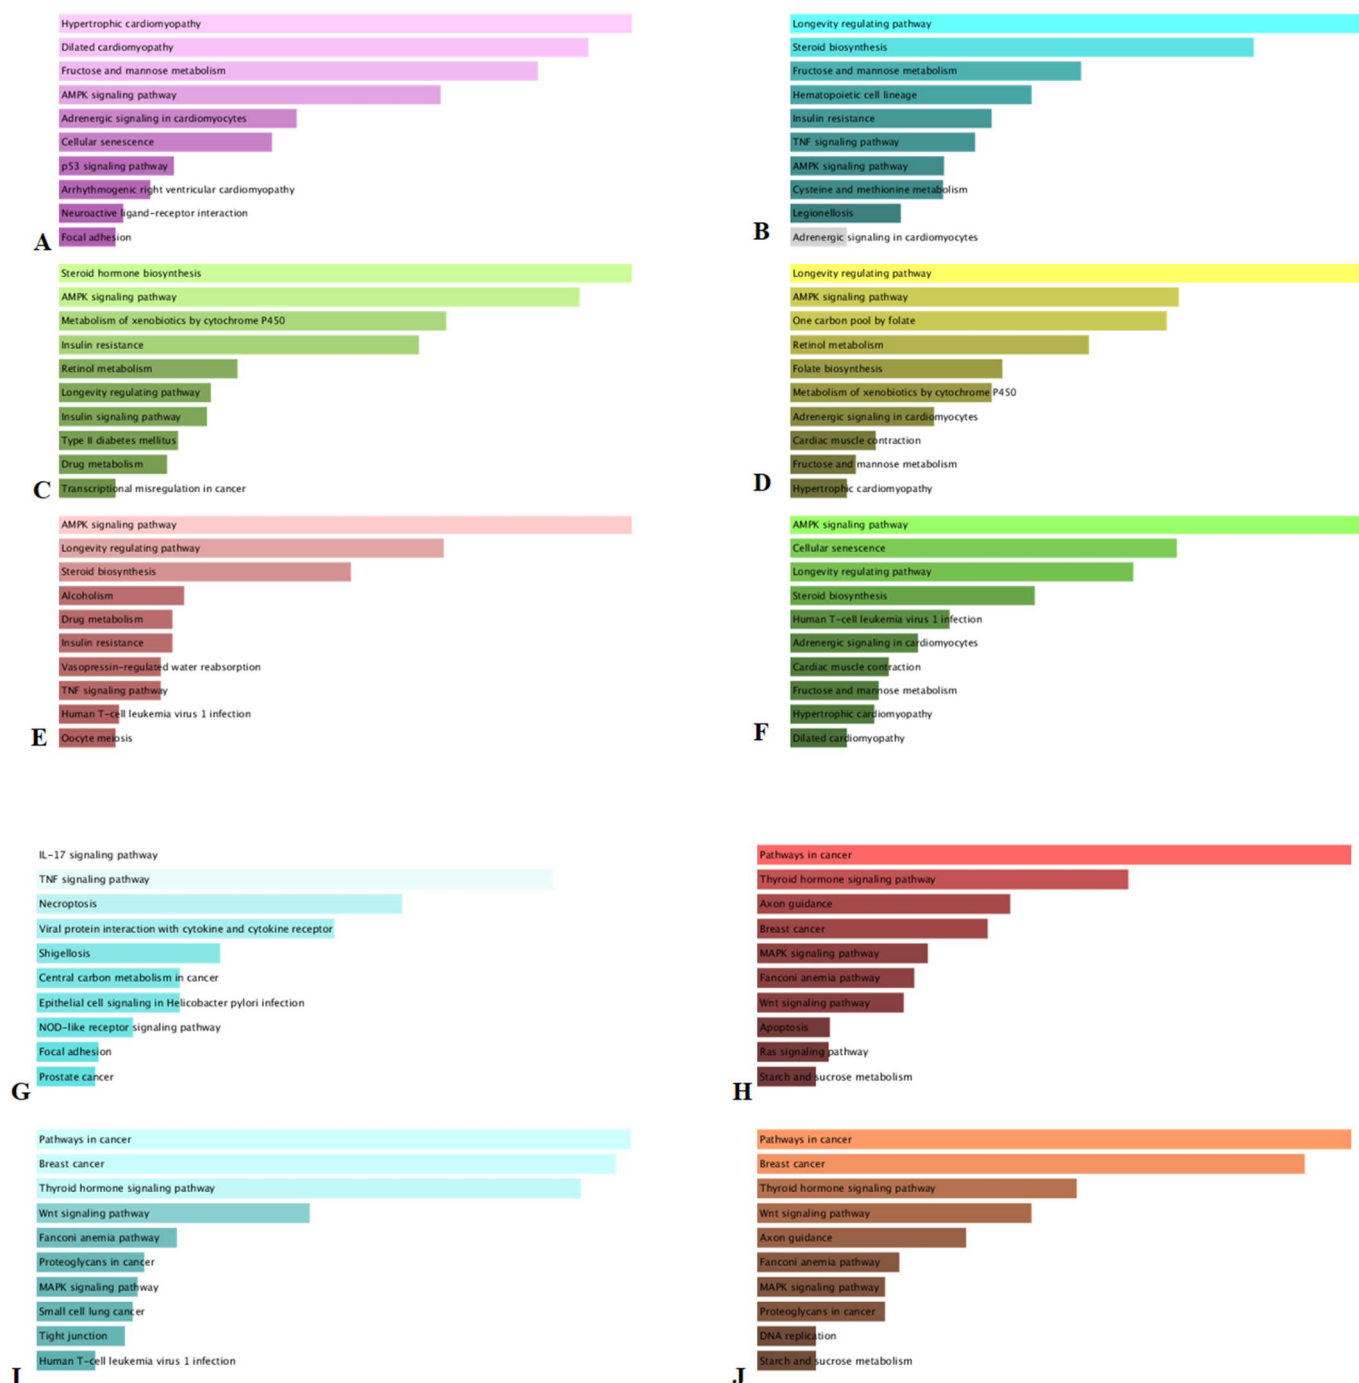 Hypertrophic cardiomyopathy
Dilated cardiomyopathy
Fructose and mannose metabolism
AMPK signaling pathway
Adrenergic signaling in cardiomyocytes
Cellular senescence
p53 signaling pathway
Arrhythmogenic right ventricular cardiomyopathy
Neuroactive ligand-receptor interaction
Focal adhesion
A
Longevity regulating pathway
Steroid biosynthesis
Fructose and mannose metabolism
Hematopoietic cell lineage
Insulin resistance
TNF signaling pathway
AMPK signaling pathway
Cysteine and methionine metabolism
Legionellosis
Adrenergic signaling in cardiomyocytes
B
Steroid hormone biosynthesis
AMPK signaling pathway
Metabolism of xenobiotics by cytochrome P450
Insulin resistance
Retinol metabolism
Longevity regulating pathway
Insulin signaling pathway
Type II diabetes mellitus
Drug metabolism
Transcriptional misregulation in cancer
C
Longevity regulating pathway
AMPK signaling pathway
One carbon pool by folate
Retinol metabolism
Folate biosynthesis
Metabolism of xenobiotics by cytochrome P450
Adrenergic signaling in cardiomyocytes
Cardiac muscle contraction
Fructose and mannose metabolism
Hypertrophic cardiomyopathy
D
AMPK signaling pathway
Longevity regulating pathway
Steroid biosynthesis
Alcoholism
Drug metabolism
Insulin resistance
Vasopressin-regulated water reabsorption
TNF signaling pathway
Human T-cell leukemia virus 1 infection
Oocyte meiosis
E
AMPK signaling pathway
Cellular senescence
Longevity regulating pathway
Steroid biosynthesis
Human T-cell leukemia virus 1 infection
Adrenergic signaling in cardiomyocytes
Cardiac muscle contraction
Fructose and mannose metabolism
Hypertrophic cardiomyopathy
Dilated cardiomyopathy
F
IL-17 signaling pathway
TNF signaling pathway
Necroptosis
Viral protein interaction with cytokine and cytokine receptor
Shigellosis
Central carbon metabolism in cancer
Epithelial cell signaling in Helicobacter pylori infection
NOD-like receptor signaling pathway
Focal adhesion
Prostate cancer
G
Pathways in cancer
Thyroid hormone signaling pathway
Axon guidance
Breast cancer
MAPK signaling pathway
Fanconi anemia pathway
Wnt signaling pathway
Apoptosis
Ras signaling pathway
Starch and sucrose metabolism
H
Pathways in cancer
Breast cancer
Thyroid hormone signaling pathway
Wnt signaling pathway
Fanconi anemia pathway
Proteoglycans in cancer
MAPK signaling pathway
Small cell lung cancer
Tight junction
Human T-cell leukemia virus 1 infection
I
Pathways in cancer
Breast cancer
Thyroid hormone signaling pathway
Wnt signaling pathway
Axon guidance
Fanconi anemia pathway
MAPK signaling pathway
Proteoglycans in cancer
DNA replication
Starch and sucrose metabolism
J